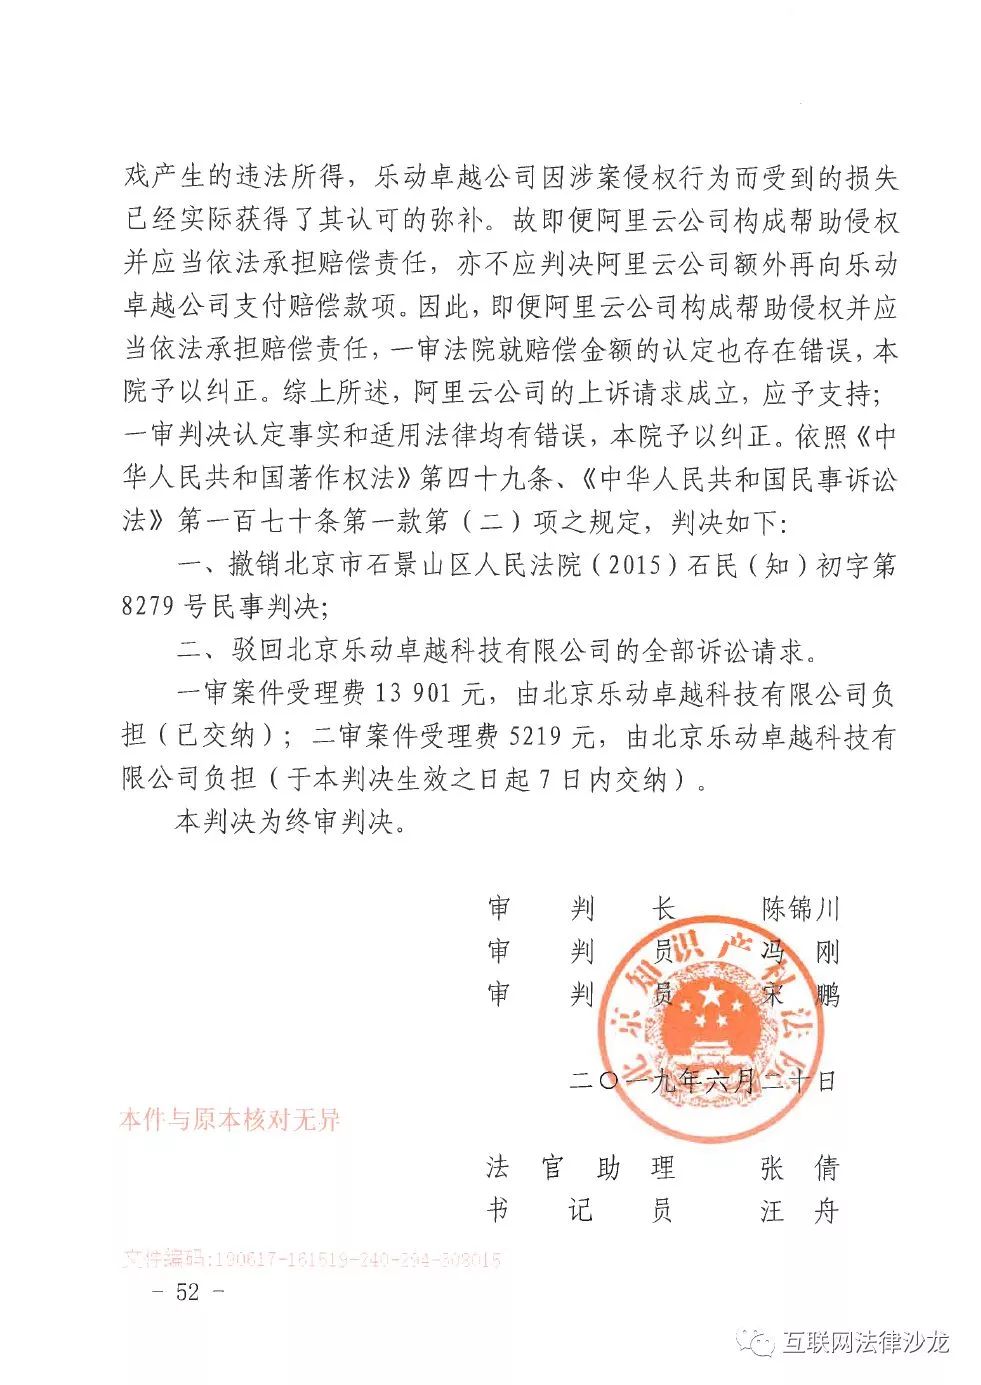 戏产生的违法所得，乐动卓越公司因涉案侵权行为而受到的损失
已经实际获得了其认可的弥补。故即便阿里云公司构成帮助侵权
并应当依法承担赔偿责任，亦不应判决阿里云公司额外再向乐动
卓越公司支付赔偿款项。因此，即便阿里云公司构成帮助侵权并应
当依法承担赔偿责任，一审法院就赔偿金额的认定也存在错误，本
院予以纠正。综上所述，阿里云公司的上诉请求成立，应予支持；
一审判决认定事实和适用法律均有错误，本院予以纠正。依照《中
华人民共和国著作权法》第四十九条、《中华人民共和国民事诉讼
法》第一百七十条第一款第（二）项之规定，判决如下：
一、撤销北京市石景山区人民法院（2015）石民（知）初字第
8279 号民事判决；
二、驳回北京乐动卓越科技有限公司的全部诉讼请求。
一审案件受理费 13 901 元，由北京乐动卓越科技有限公司负
担（已交纳）；二审案件受理费 5219 元，由北京乐动卓越科技有
限公司负担（于本判决生效之日起 7 日内交纳）。
本判决为终审判决。
审 判 长 陈锦川
审 判 员 冯 刚
审 判 员 宋 鹏
北京知识产权法院
二〇一九年六月二十日
本件与原本核对无异
法 官 助 理 张 倩
书 记 员 汪 舟
文件编码:190617-161519-240-294-308015
- 52 -
互联网法律沙龙